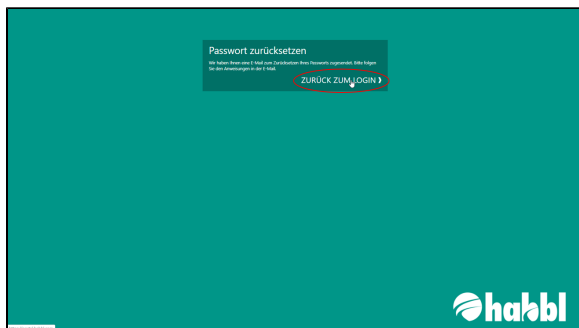 Passwort zurücksetzen
Wir haben Ihnen eine E-Mail zum Zurücksetzen Ihres Passworts zugesendet. Bitte folgen
Sie den Anweisungen in der E-Mail.
ZURÜCK ZUM LOGIN ❯
habbl